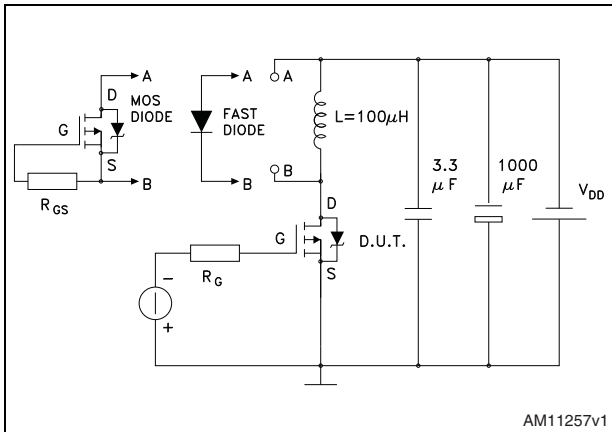 A
D
MOS
DIODE
G
S
B
R_GS
A
FAST
DIODE
B
A
B
L=100μH
D
G
D.U.T.
S
R_G
-
+
3.3
μF
1000
μF
V_DD
AM11257v1